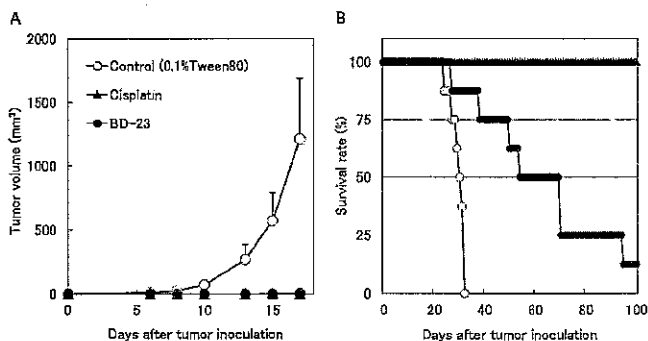 A
2000
1500
1000
500
0
Control (0.1%Tween80)
Cisplatin
BD-23
Tumor volume (mm³)
0 5 10 15
Days after tumor inoculation
B
100
75
50
25
0
Survival rate (%)
0 20 40 60 80 100
Days after tumor inoculation